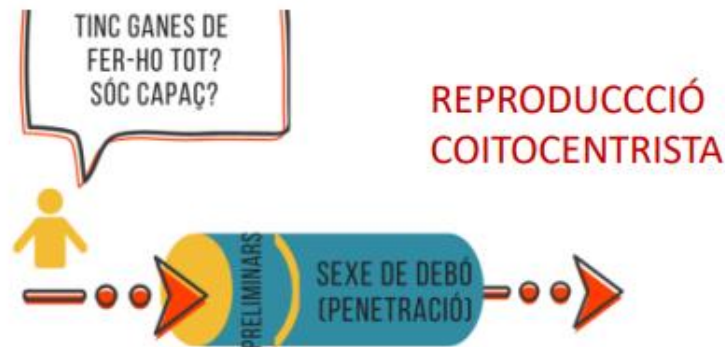 TINC GANES DE
FER-HO TOT?
SÓC CAPAÇ?
REPRODUCCCIÓ
COITOCENTRISTA
PRELIMINARS
SEXE DE DEBÓ
(PENETRACIÓ)